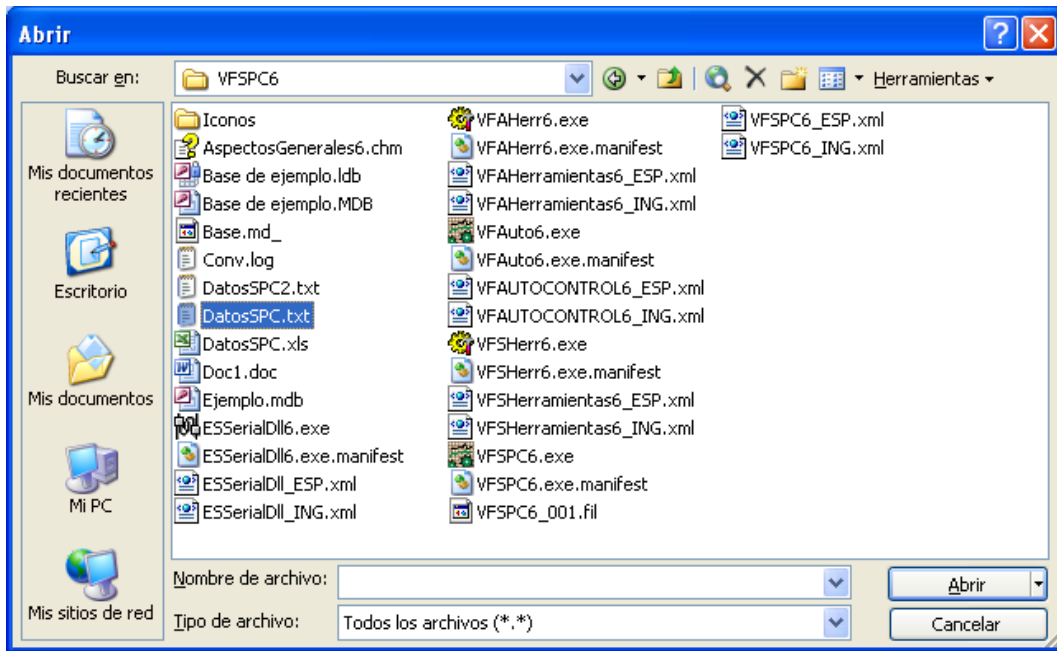 Abrir
Buscar en:
VFSPC6
Herramientas
Mis documentos
recientes
Escritorio
Mis documentos
Mi PC
Mis sitios de red
Iconos
AspectosGenerales6.chm
Base de ejemplo.ldb
Base de ejemplo.MDB
Base.md_
Conv.log
DatosSPC2.txt
DatosSPC.txt
DatosSPC.xls
Doc1.doc
Ejemplo.mdb
ESSerialDll6.exe
ESSerialDll6.exe.manifest
ESSerialDll_ESP.xml
ESSerialDll_ING.xml
VFAHerr6.exe
VFAHerr6.exe.manifest
VFAHerramientas6_ESP.xml
VFAHerramientas6_ING.xml
VFAuto6.exe
VFAuto6.exe.manifest
VFAUTOCONTROL6_ESP.xml
VFAUTOCONTROL6_ING.xml
VFSHerr6.exe
VFSHerr6.exe.manifest
VFSHerramientas6_ESP.xml
VFSHerramientas6_ING.xml
VFSPC6.exe
VFSPC6.exe.manifest
VFSPC6_001.fil
VFSPC6_ESP.xml
VFSPC6_ING.xml
Nombre de archivo:
Abrir
Tipo de archivo:
Todos los archivos (*.*)
Cancelar